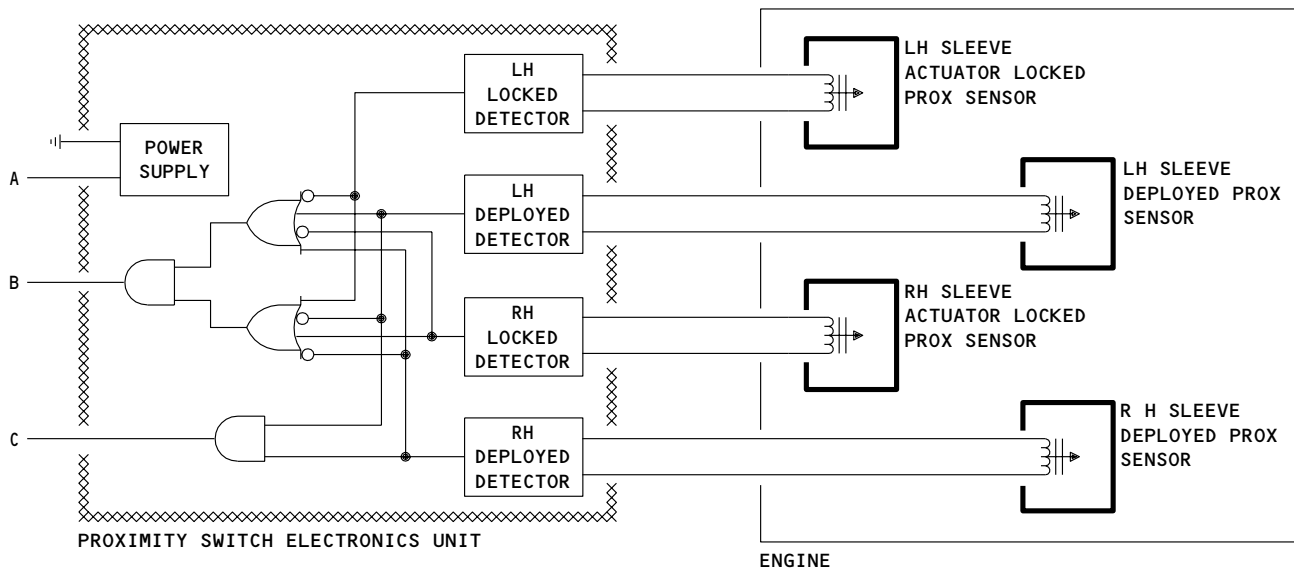 LH SLEEVE
ACTUATOR LOCKED
PROX SENSOR
LH
LOCKED
DETECTOR
POWER
SUPPLY
A
LH
DEPLOYED
DETECTOR
LH SLEEVE
DEPLOYED PROX
SENSOR
B
RH
LOCKED
DETECTOR
RH SLEEVE
ACTUATOR LOCKED
PROX SENSOR
C
RH
DEPLOYED
DETECTOR
R H SLEEVE
DEPLOYED PROX
SENSOR
PROXIMITY SWITCH ELECTRONICS UNIT
ENGINE